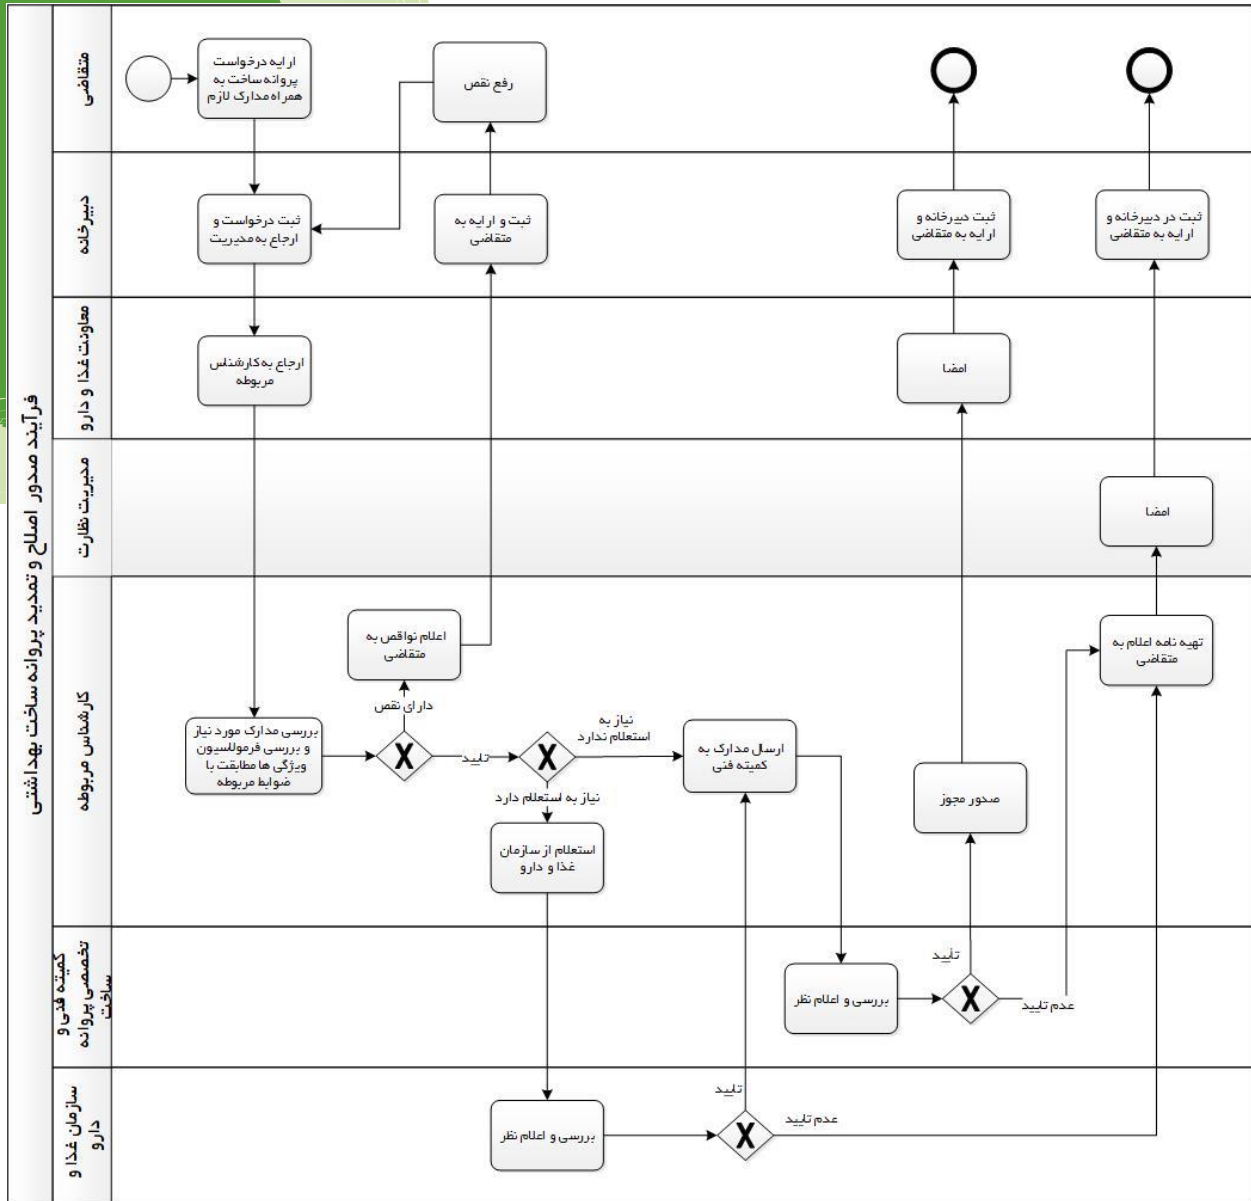 فرآیند صدور اصلاح و تمدید پروانه ساخت بهداشتی
متقاضی
ارایه درخواست
پروانه ساخت به
همراه مدارک لازم
رفع نقص
دبیرخانه
ثبت درخواست و
ارجاع به مدیریت
ثبت و ارایه به
متقاضی
ثبت دبیرخانه و
ارایه به متقاضی
ثبت در دبیرخانه و
ارایه به متقاضی
معاونت غذا و دارو
ارجاع به کارشناس
مربوطه
امضا
مدیریت نظارت
امضا
کارشناس مربوطه
اعلام نواقص به
متقاضی
تهیه نامه اعلام به
متقاضی
دارای نقص
بررسی مدارک مورد نیاز
و بررسی فرمولاسیون
ویژگی ها مطابقت با
ضوابط مربوطه
تایید
نیاز به
استعلام ندارد
ارسال مدارک به
کمیته فنی
نیاز به استعلام دارد
صدور مجوز
استعلام از سازمان
غذا و دارو
کمیته فنی و
تخصصی پروانه
ساخت
تأیید
بررسی و اعلام نظر
عدم تایید
سازمان غذا و
دارو
تایید
بررسی و اعلام نظر
عدم تایید